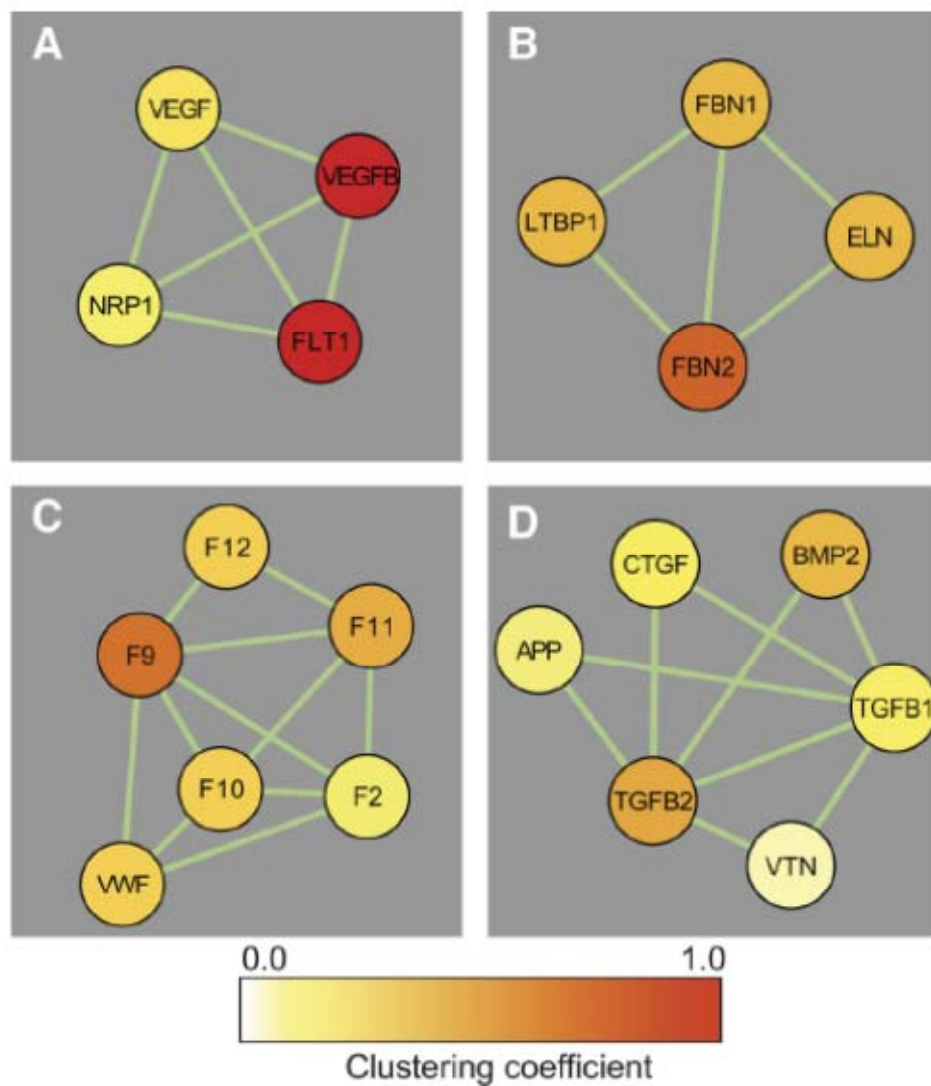 A
VEGF
VEGFB
NRP1
FLT1
B
FBN1
LTBP1
ELN
FBN2
C
F12
F11
F9
F10
F2
VWF
D
CTGF
BMP2
APP
TGFB1
TGFB2
VTN
0.0 1.0
Clustering coefficient